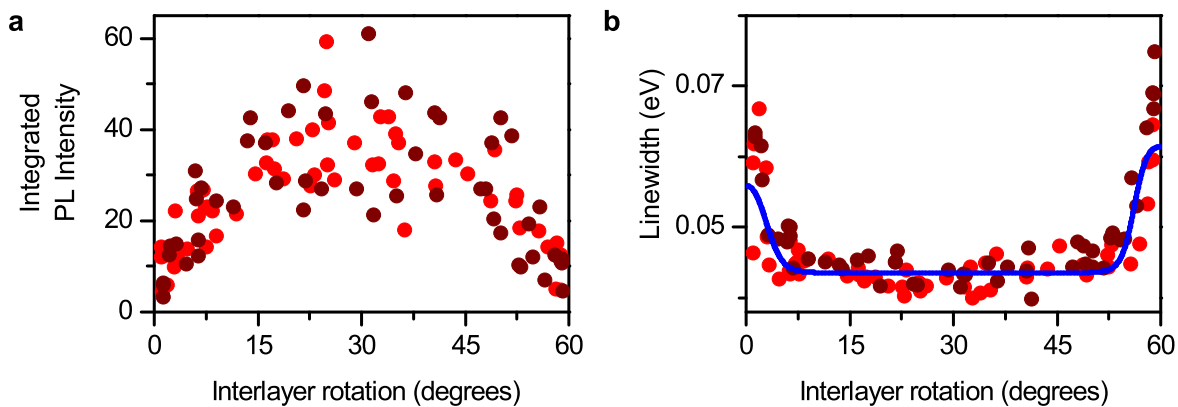 a
Integrated
PL Intensity
60
40
20
0
0 15 30 45 60
Interlayer rotation (degrees)
b
Linewidth (eV)
0.07
0.05
0 15 30 45 60
Interlayer rotation (degrees)